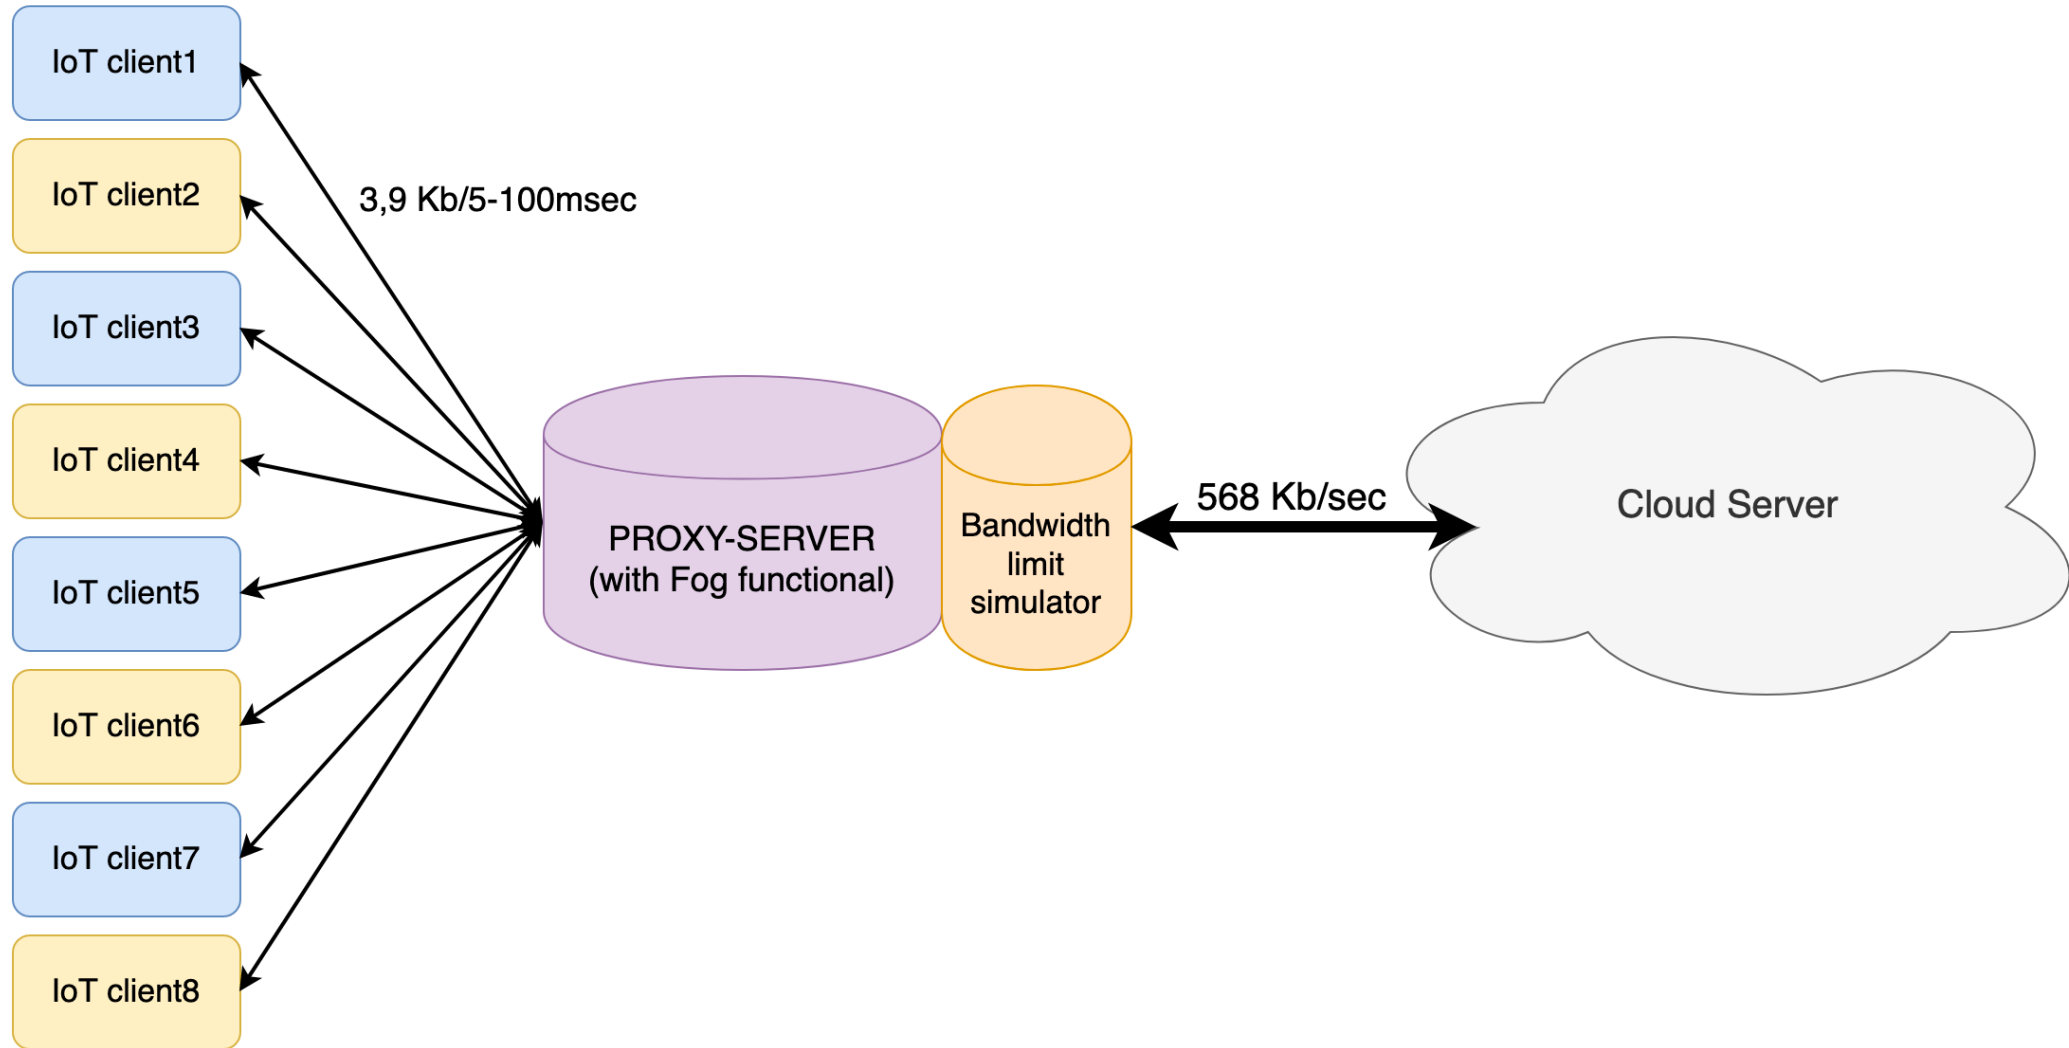 IoT client1
IoT client2
3,9 Kb/5-100msec
IoT client3
IoT client4
IoT client5
IoT client6
IoT client7
IoT client8
PROXY-SERVER
(with Fog functional)
Bandwidth
limit
simulator
568 Kb/sec
Cloud Server